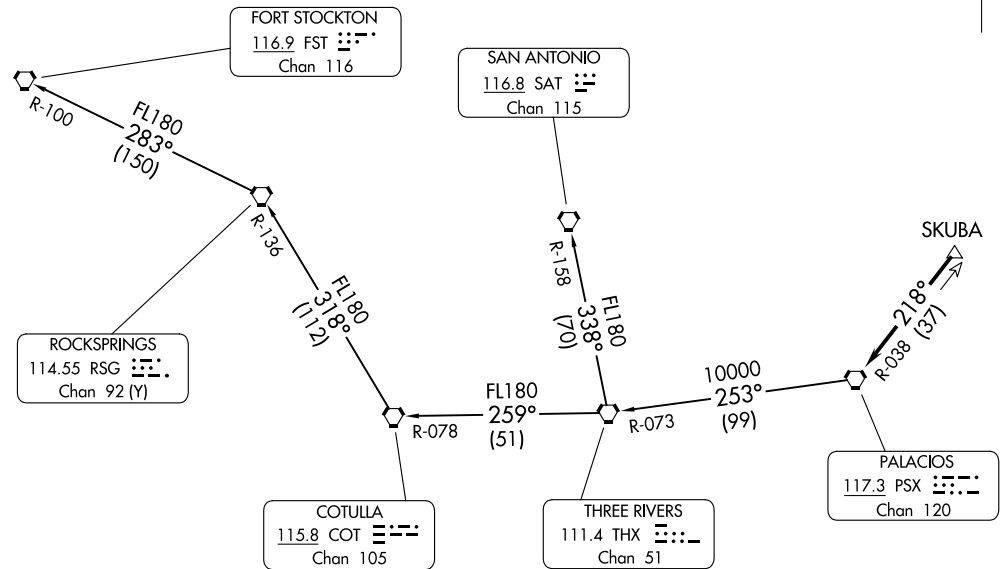 FORT STOCKTON
116.9 FST
Chan 116
R-100
FL180
283°
(150)
SAN ANTONIO
116.8 SAT
Chan 115
R-136
R-158
SKUBA
218°
(37)
R-038
FL180
318°
(112)
FL180
338°
(70)
ROCKSPRINGS
114.55 RSG
Chan 92 (Y)
10000
253°
(99)
R-073
FL180
259°
(51)
R-078
PALACIOS
117.3 PSX
Chan 120
COTULLA
115.8 COT
Chan 105
THREE RIVERS
111.4 THX
Chan 51